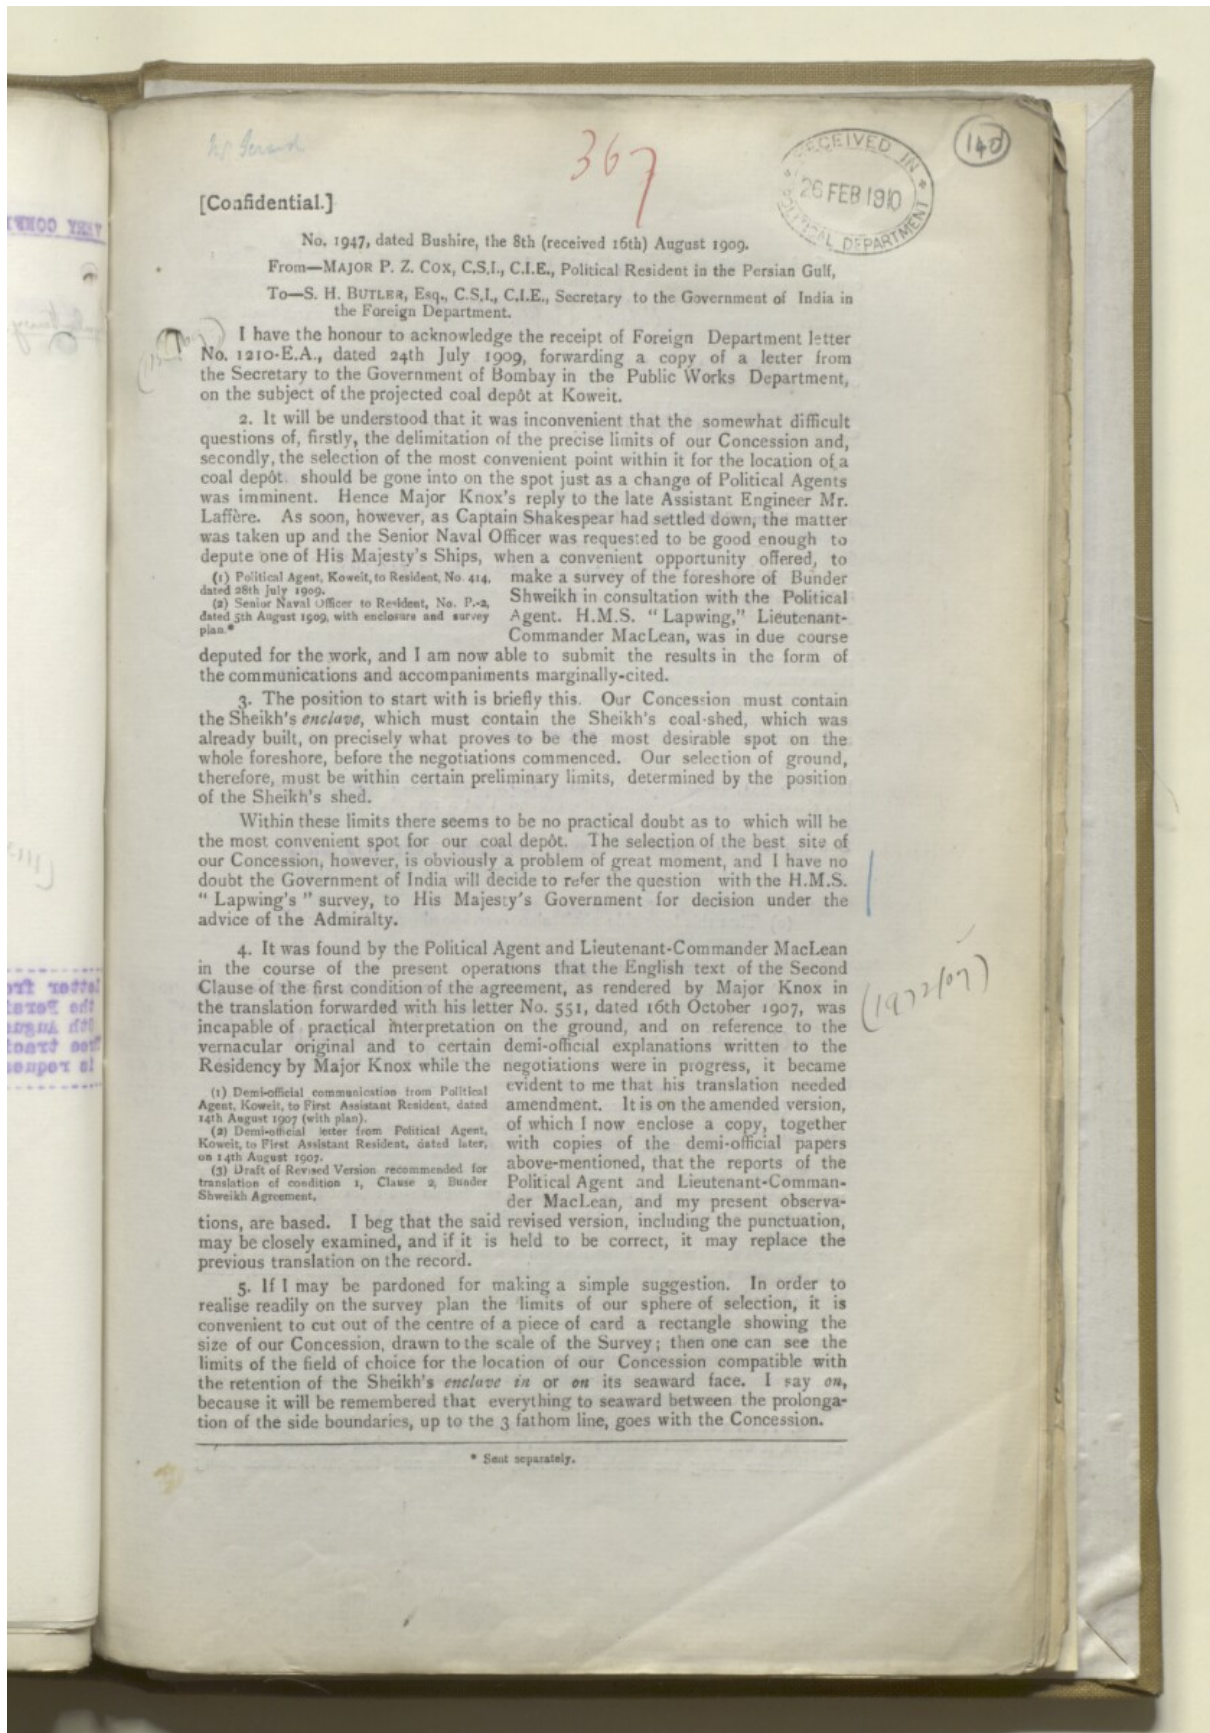 367
RECEIVED IN
26 FEB 1910
POLITICAL DEPARTMENT
140
[Confidential.]
No. 1947, dated Bushire, the 8th (received 16th) August 1909.
From—MAJOR P. Z. COX, C.S.I., C.I.E., Political Resident in the Persian Gulf,
To—S. H. BUTLER, Esq., C.S.I., C.I.E., Secretary to the Government of India in
the Foreign Department.
I have the honour to acknowledge the receipt of Foreign Department letter
No. 1210-E.A., dated 24th July 1909, forwarding a copy of a letter from
the Secretary to the Government of Bombay in the Public Works Department,
on the subject of the projected coal depôt at Koweit.
2. It will be understood that it was inconvenient that the somewhat difficult
questions of, firstly, the delimitation of the precise limits of our Concession and,
secondly, the selection of the most convenient point within it for the location of a
coal depôt should be gone into on the spot just as a change of Political Agents
was imminent. Hence Major Knox's reply to the late Assistant Engineer Mr.
Laffère. As soon, however, as Captain Shakespear had settled down, the matter
was taken up and the Senior Naval Officer was requested to be good enough to
depute one of His Majesty's Ships, when a convenient opportunity offered, to
(1) Political Agent, Koweit, to Resident, No. 414,
dated 28th July 1909.
(2) Senior Naval Officer to Resident, No. P.-2,
dated 5th August 1909, with enclosure and survey
plan.*
make a survey of the foreshore of Bunder
Shweikh in consultation with the Political
Agent. H.M.S. "Lapwing," Lieutenant-
Commander MacLean, was in due course
deputed for the work, and I am now able to submit the results in the form of
the communications and accompaniments marginally-cited.
3. The position to start with is briefly this. Our Concession must contain
the Sheikh's enclave, which must contain the Sheikh's coal-shed, which was
already built, on precisely what proves to be the most desirable spot on the
whole foreshore, before the negotiations commenced. Our selection of ground,
therefore, must be within certain preliminary limits, determined by the position
of the Sheikh's shed.
Within these limits there seems to be no practical doubt as to which will be
the most convenient spot for our coal depôt. The selection of the best site of
our Concession, however, is obviously a problem of great moment, and I have no
doubt the Government of India will decide to refer the question with the H.M.S.
"Lapwing's" survey, to His Majesty's Government for decision under the
advice of the Admiralty.
4. It was found by the Political Agent and Lieutenant-Commander MacLean
in the course of the present operations that the English text of the Second
Clause of the first condition of the agreement, as rendered by Major Knox in
the translation forwarded with his letter No. 551, dated 16th October 1907, was
incapable of practical interpretation on the ground, and on reference to the
vernacular original and to certain demi-official explanations written to the
Residency by Major Knox while the negotiations were in progress, it became
(1972/07)
(1) Demi-official communication from Political
Agent, Koweit, to First Assistant Resident, dated
14th August 1907 (with plan).
(2) Demi-official letter from Political Agent,
Koweit, to First Assistant Resident, dated later,
on 14th August 1907.
(3) Draft of Revised Version recommended for
translation of condition 1, Clause 2, Bunder
Shweikh Agreement,
evident to me that his translation needed
amendment. It is on the amended version,
of which I now enclose a copy, together
with copies of the demi-official papers
above-mentioned, that the reports of the
Political Agent and Lieutenant-Comman-
der MacLean, and my present observa-
tions, are based. I beg that the said revised version, including the punctuation,
may be closely examined, and if it is held to be correct, it may replace the
previous translation on the record.
5. If I may be pardoned for making a simple suggestion. In order to
realise readily on the survey plan the limits of our sphere of selection, it is
convenient to cut out of the centre of a piece of card a rectangle showing the
size of our Concession, drawn to the scale of the Survey; then one can see the
limits of the field of choice for the location of our Concession compatible with
the retention of the Sheikh's enclave in or on its seaward face. I say on,
because it will be remembered that everything to seaward between the prolonga-
tion of the side boundaries, up to the 3 fathom line, goes with the Concession.
* Sent separately.